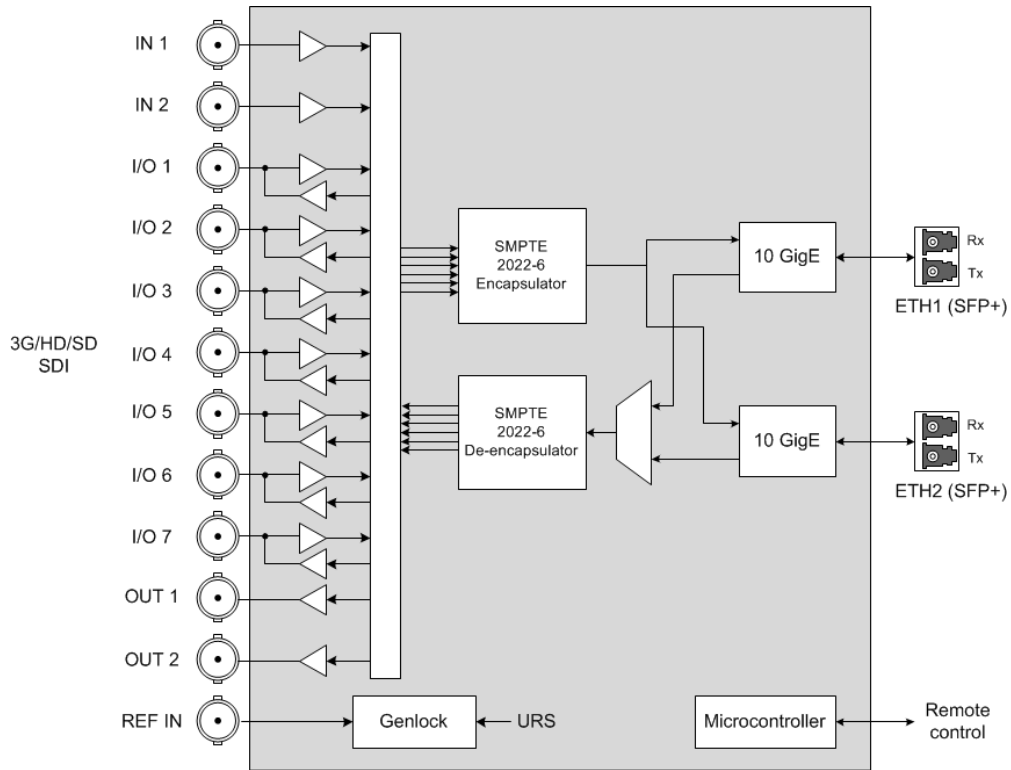 IN 1
IN 2
I/O 1
I/O 2
I/O 3
3G/HD/SD
SDI
I/O 4
I/O 5
I/O 6
I/O 7
OUT 1
OUT 2
REF IN
SMPTE
2022-6
Encapsulator
SMPTE
2022-6
De-encapsulator
10 GigE
10 GigE
Rx
Tx
ETH1 (SFP+)
Rx
Tx
ETH2 (SFP+)
Genlock
URS
Microcontroller
Remote
control